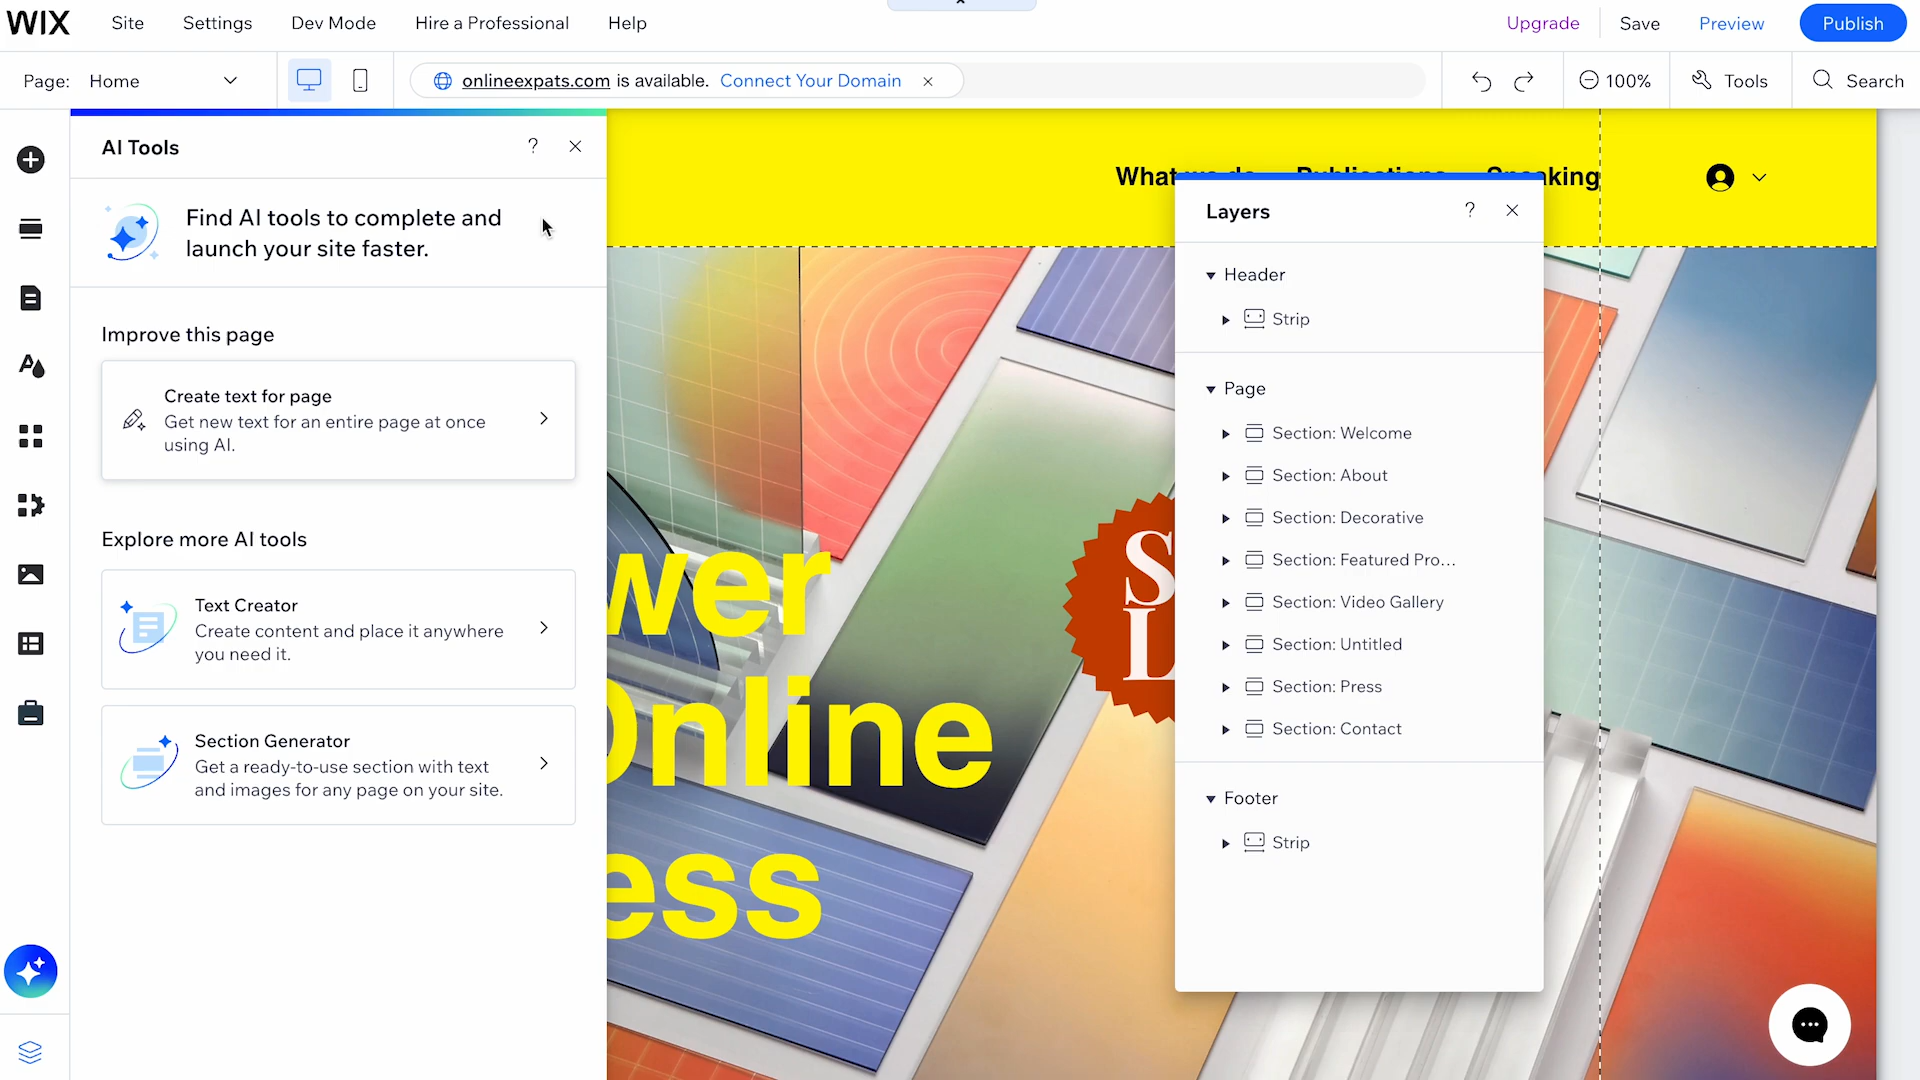 WIX Site Settings Dev Mode Hire a Professional Help Upgrade Save Preview Publish
Page: Home onlineexpats.com is available. Connect Your Domain 100% Tools Search
AI Tools ?
Find AI tools to complete and
launch your site faster.
Improve this page
Create text for page
Get new text for an entire page at once
using AI.
Explore more AI tools
Text Creator
Create content and place it anywhere
you need it.
Section Generator
Get a ready-to-use section with text
and images for any page on your site.
What we do Publications Speaking
wer
Online
ess
S
L
Layers ?
Header
Strip
Page
Section: Welcome
Section: About
Section: Decorative
Section: Featured Pro...
Section: Video Gallery
Section: Untitled
Section: Press
Section: Contact
Footer
Strip